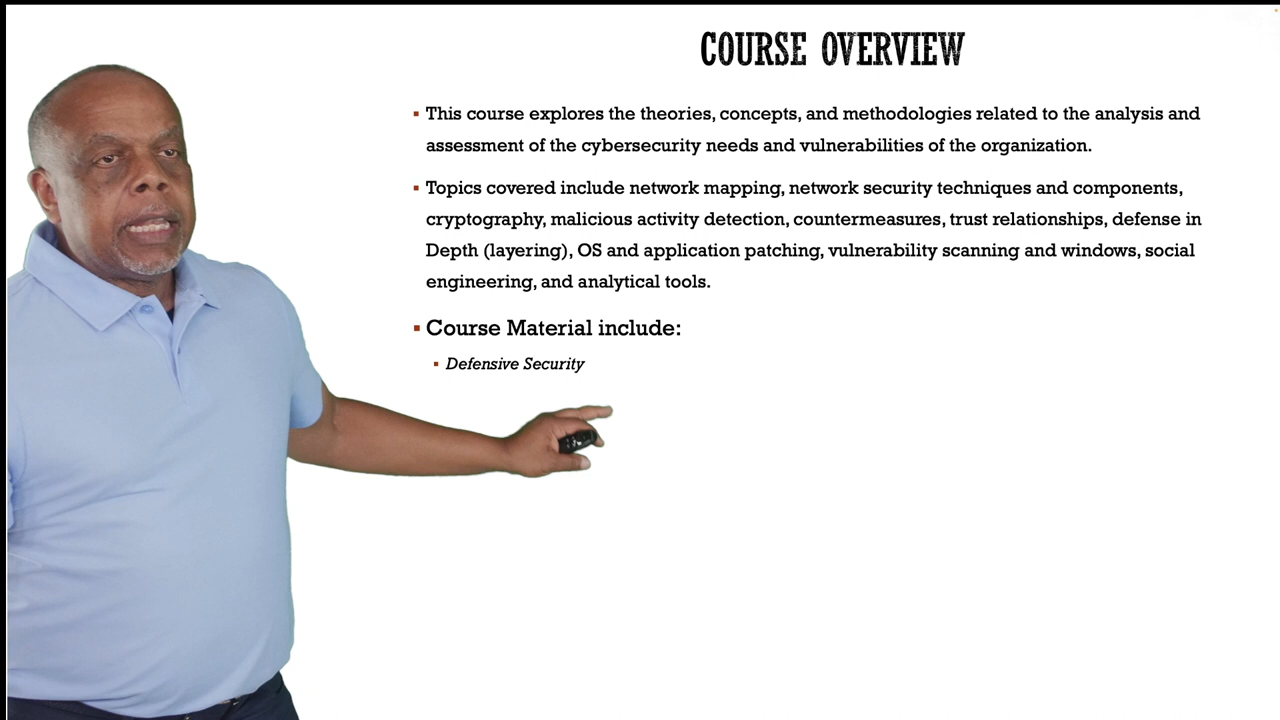 COURSE OVERVIEW
▪ This course explores the theories, concepts, and methodologies related to the analysis and
assessment of the cybersecurity needs and vulnerabilities of the organization.
▪ Topics covered include network mapping, network security techniques and components,
cryptography, malicious activity detection, countermeasures, trust relationships, defense in
Depth (layering), OS and application patching, vulnerability scanning and windows, social
engineering, and analytical tools.
▪ Course Material include:
▪ Defensive Security